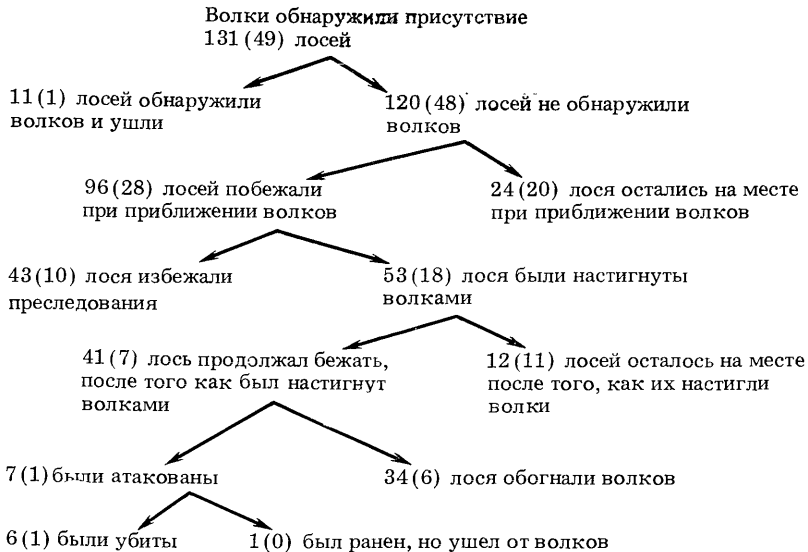 Волки обнаружили присутствие
131 (49) лосей
11 (1) лосей обнаружили
волков и ушли
120 (48) лосей не обнаружили
волков
96 (28) лосей побежали
при приближении волков
24 (20) лося остались на месте
при приближении волков
43 (10) лося избежали
преследования
53 (18) лося были настигнуты
волками
41 (7) лось продолжал бежать,
после того как был настигнут
волками
12 (11) лосей осталось на месте
после того, как их настигли
волки
7 (1) были атакованы
34 (6) лося обогнали волков
6 (1) были убиты
1 (0) был ранен, но ушел от волков